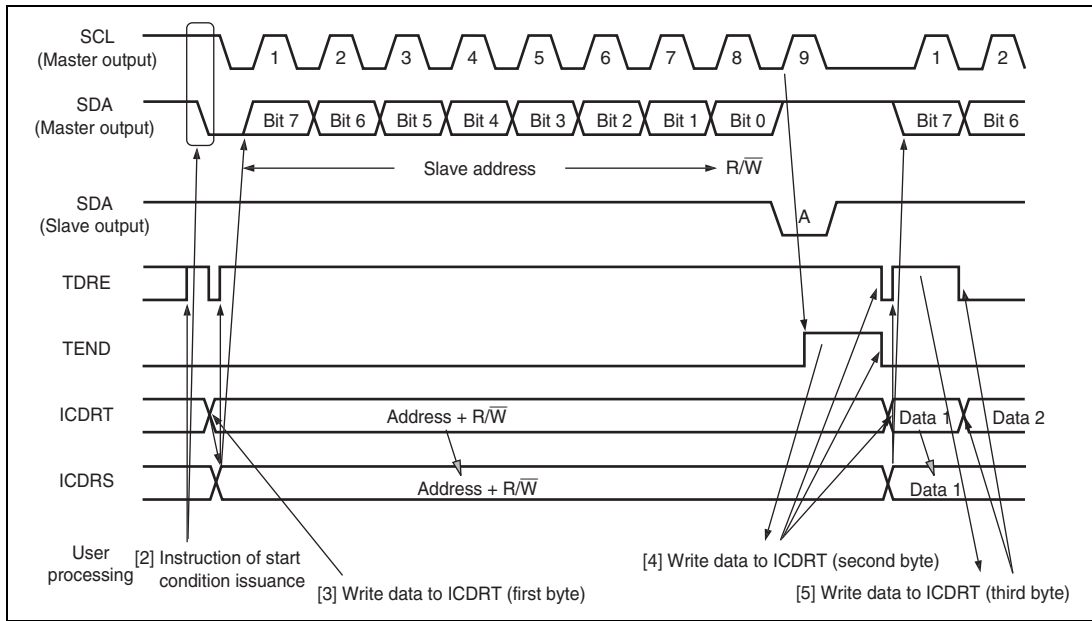 SCL
(Master output)
1 2 3 4 5 6 7 8 9 1 2
SDA
(Master output)
Bit 7 Bit 6 Bit 5 Bit 4 Bit 3 Bit 2 Bit 1 Bit 0 Bit 7 Bit 6
Slave address R/W̅
SDA
(Slave output)
A
TDRE
TEND
ICDRT
Address + R/W̅ Data 1 Data 2
ICDRS
Address + R/W̅ Data 1
User
processing
[2] Instruction of start
condition issuance
[3] Write data to ICDRT (first byte)
[4] Write data to ICDRT (second byte)
[5] Write data to ICDRT (third byte)